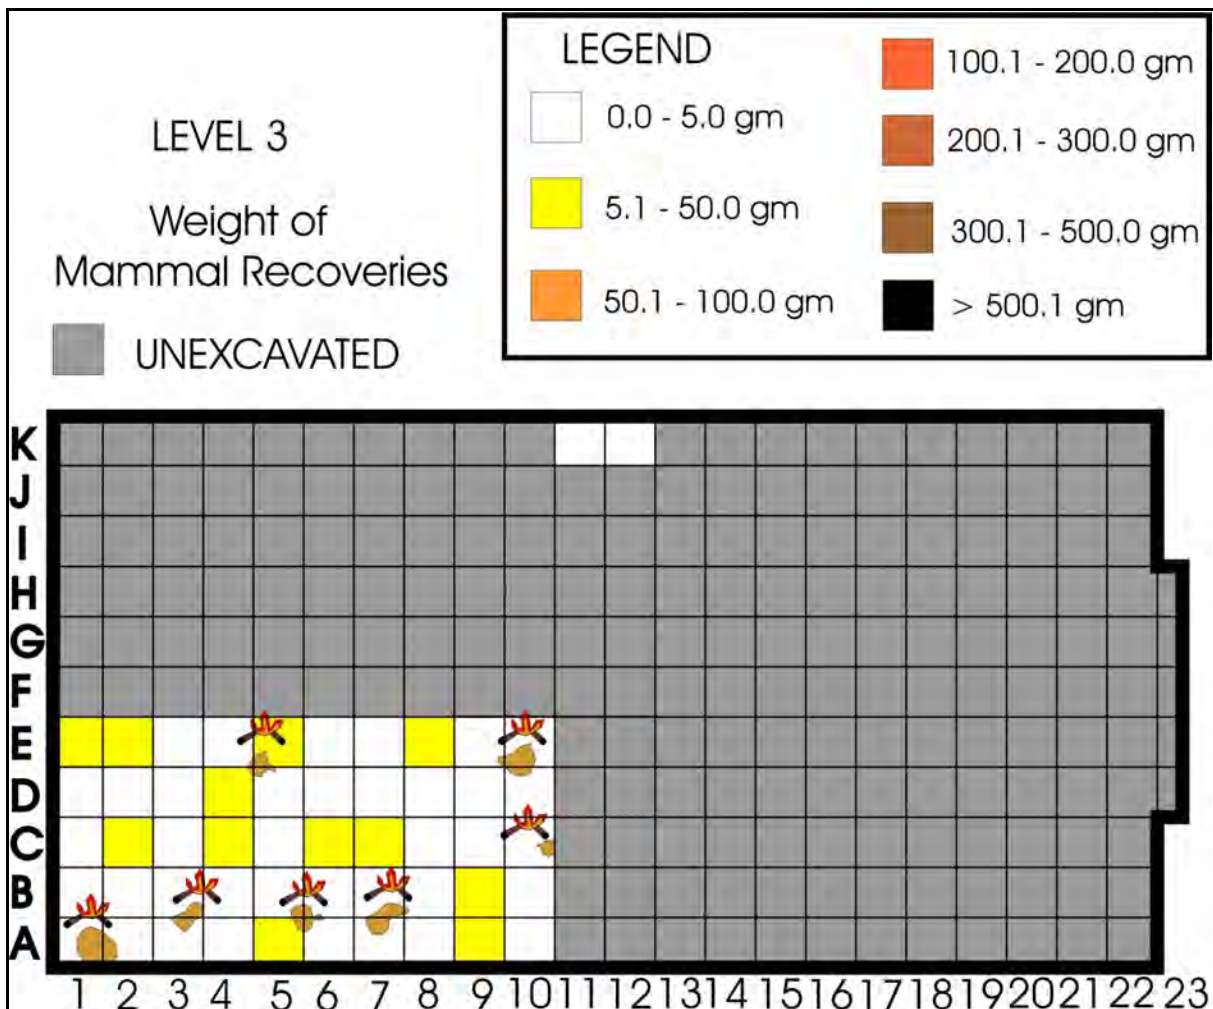 LEVEL 3
Weight of
Mammal Recoveries
UNEXCAVATED
LEGEND
0.0 - 5.0 gm
5.1 - 50.0 gm
50.1 - 100.0 gm
100.1 - 200.0 gm
200.1 - 300.0 gm
300.1 - 500.0 gm
> 500.1 gm
K
J
I
H
G
F
E
D
C
B
A
1 2 3 4 5 6 7 8 9 10 11 12 13 14 15 16 17 18 19 20 21 22 23